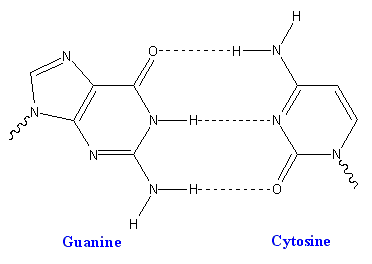 H
N O H N
N N H N
N N
N H O
H
Guanine Cytosine